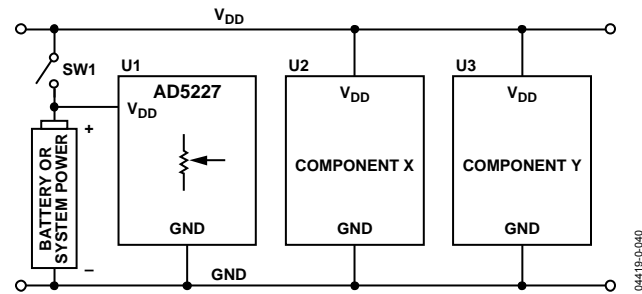 VDD
SW1
U1
AD5227
VDD
GND
U2
VDD
COMPONENT X
GND
U3
VDD
COMPONENT Y
GND
+
BATTERY OR
SYSTEM POWER
–
GND
04419-0-040